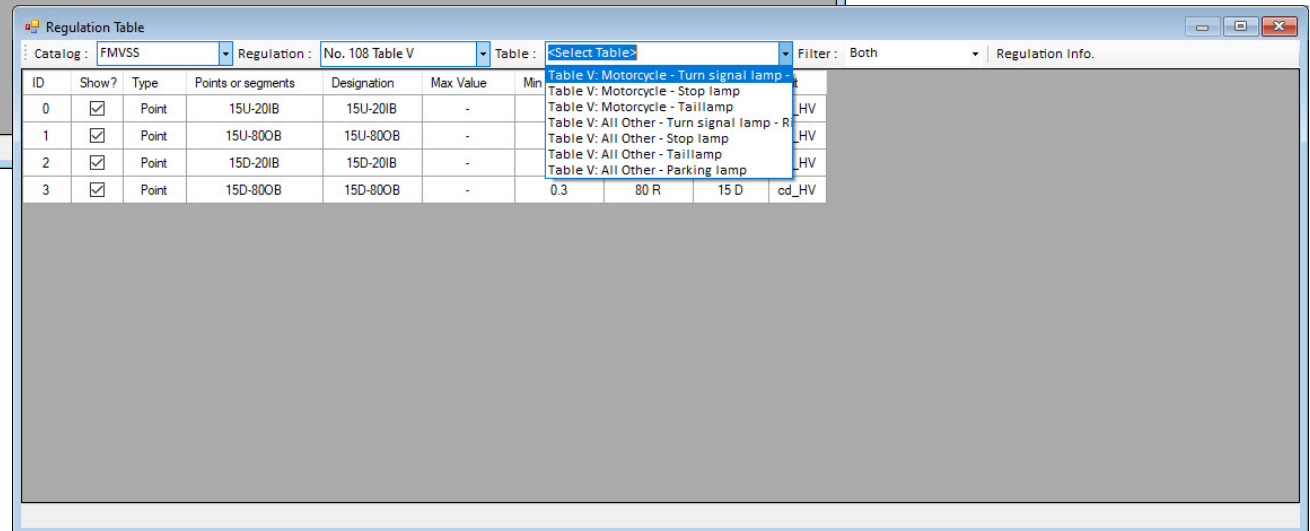 Regulation Table
Catalog : FMVSS Regulation : No. 108 Table V Table : <Select Table> Filter : Both Regulation Info.
ID Show? Type Points or segments Designation Max Value Min
Table V: Motorcycle - Turn signal lamp -
Table V: Motorcycle - Stop lamp
Table V: Motorcycle - Taillamp
Table V: All Other - Turn signal lamp - Ri
Table V: All Other - Stop lamp
Table V: All Other - Taillamp
Table V: All Other - Parking lamp
0 Point 15U-20IB 15U-20IB - _HV
1 Point 15U-80OB 15U-80OB - _HV
2 Point 15D-20IB 15D-20IB - _HV
3 Point 15D-80OB 15D-80OB - 0.3 80 R 15 D cd_HV